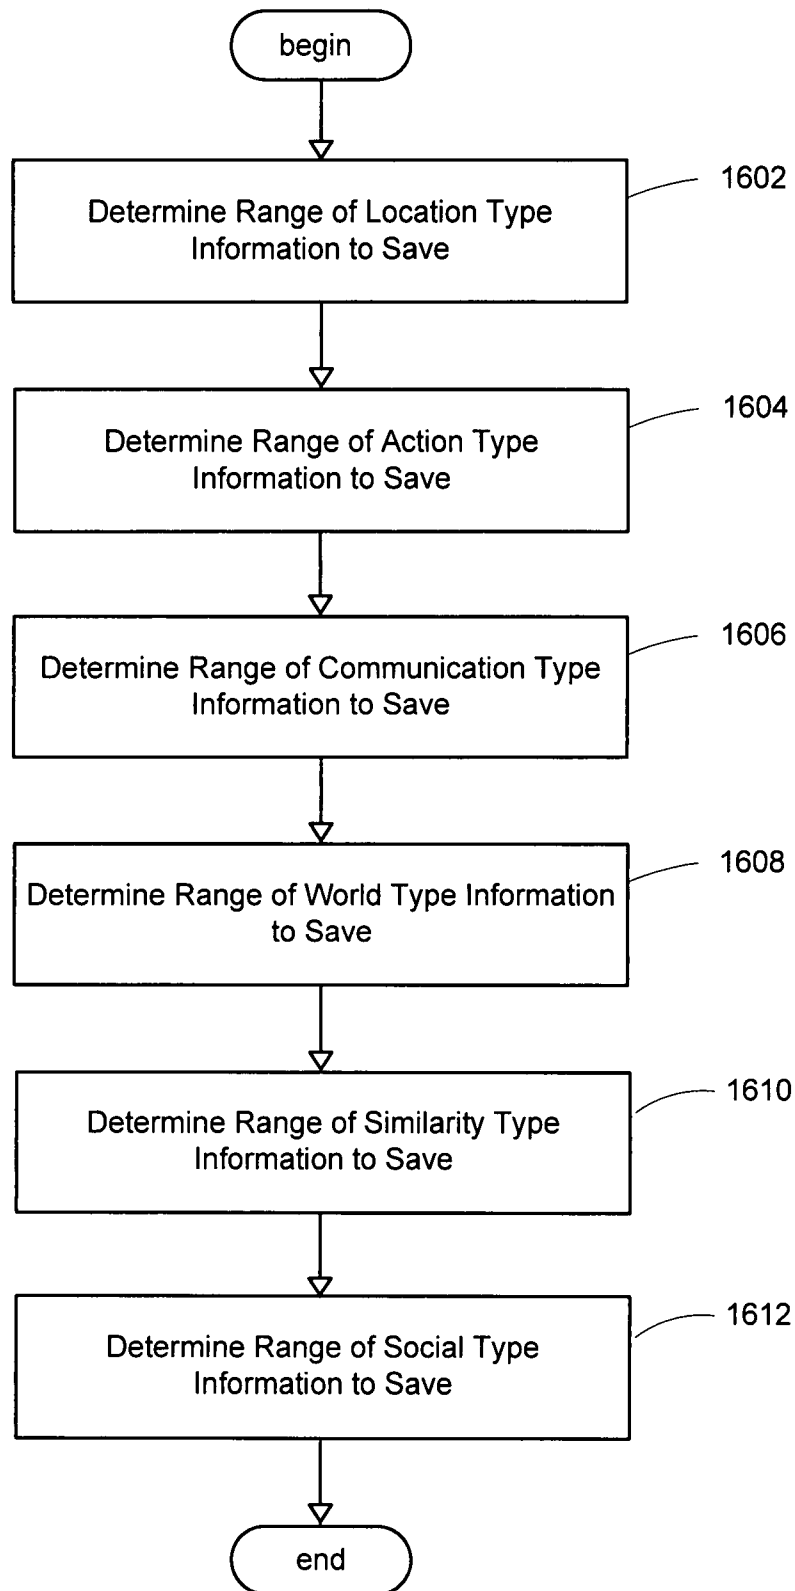 begin
1602
Determine Range of Location Type
Information to Save
1604
Determine Range of Action Type
Information to Save
1606
Determine Range of Communication Type
Information to Save
1608
Determine Range of World Type Information
to Save
1610
Determine Range of Similarity Type
Information to Save
1612
Determine Range of Social Type
Information to Save
end